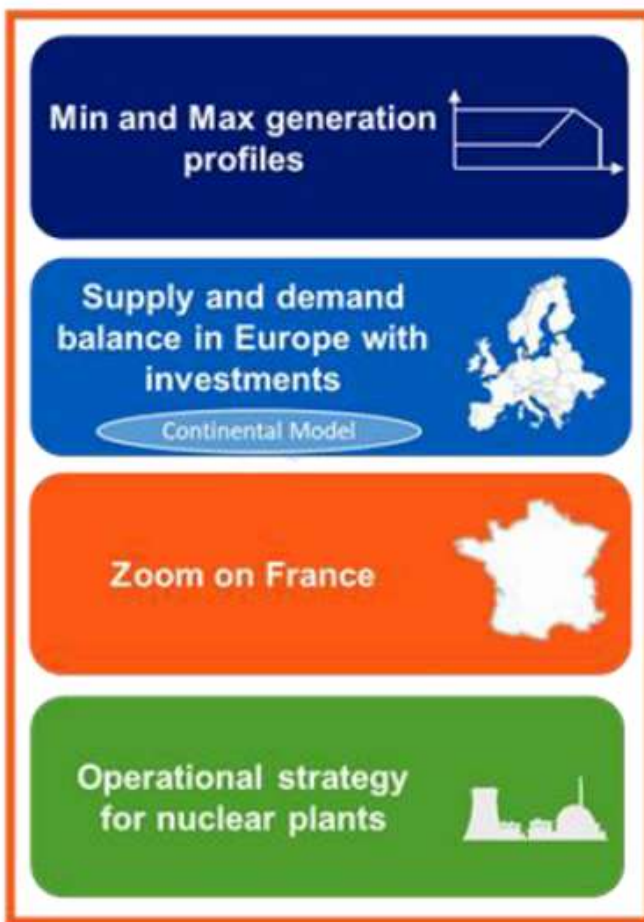 Min and Max generation
profiles
Supply and demand
balance in Europe with
investments
Continental Model
Zoom on France
Operational strategy
for nuclear plants